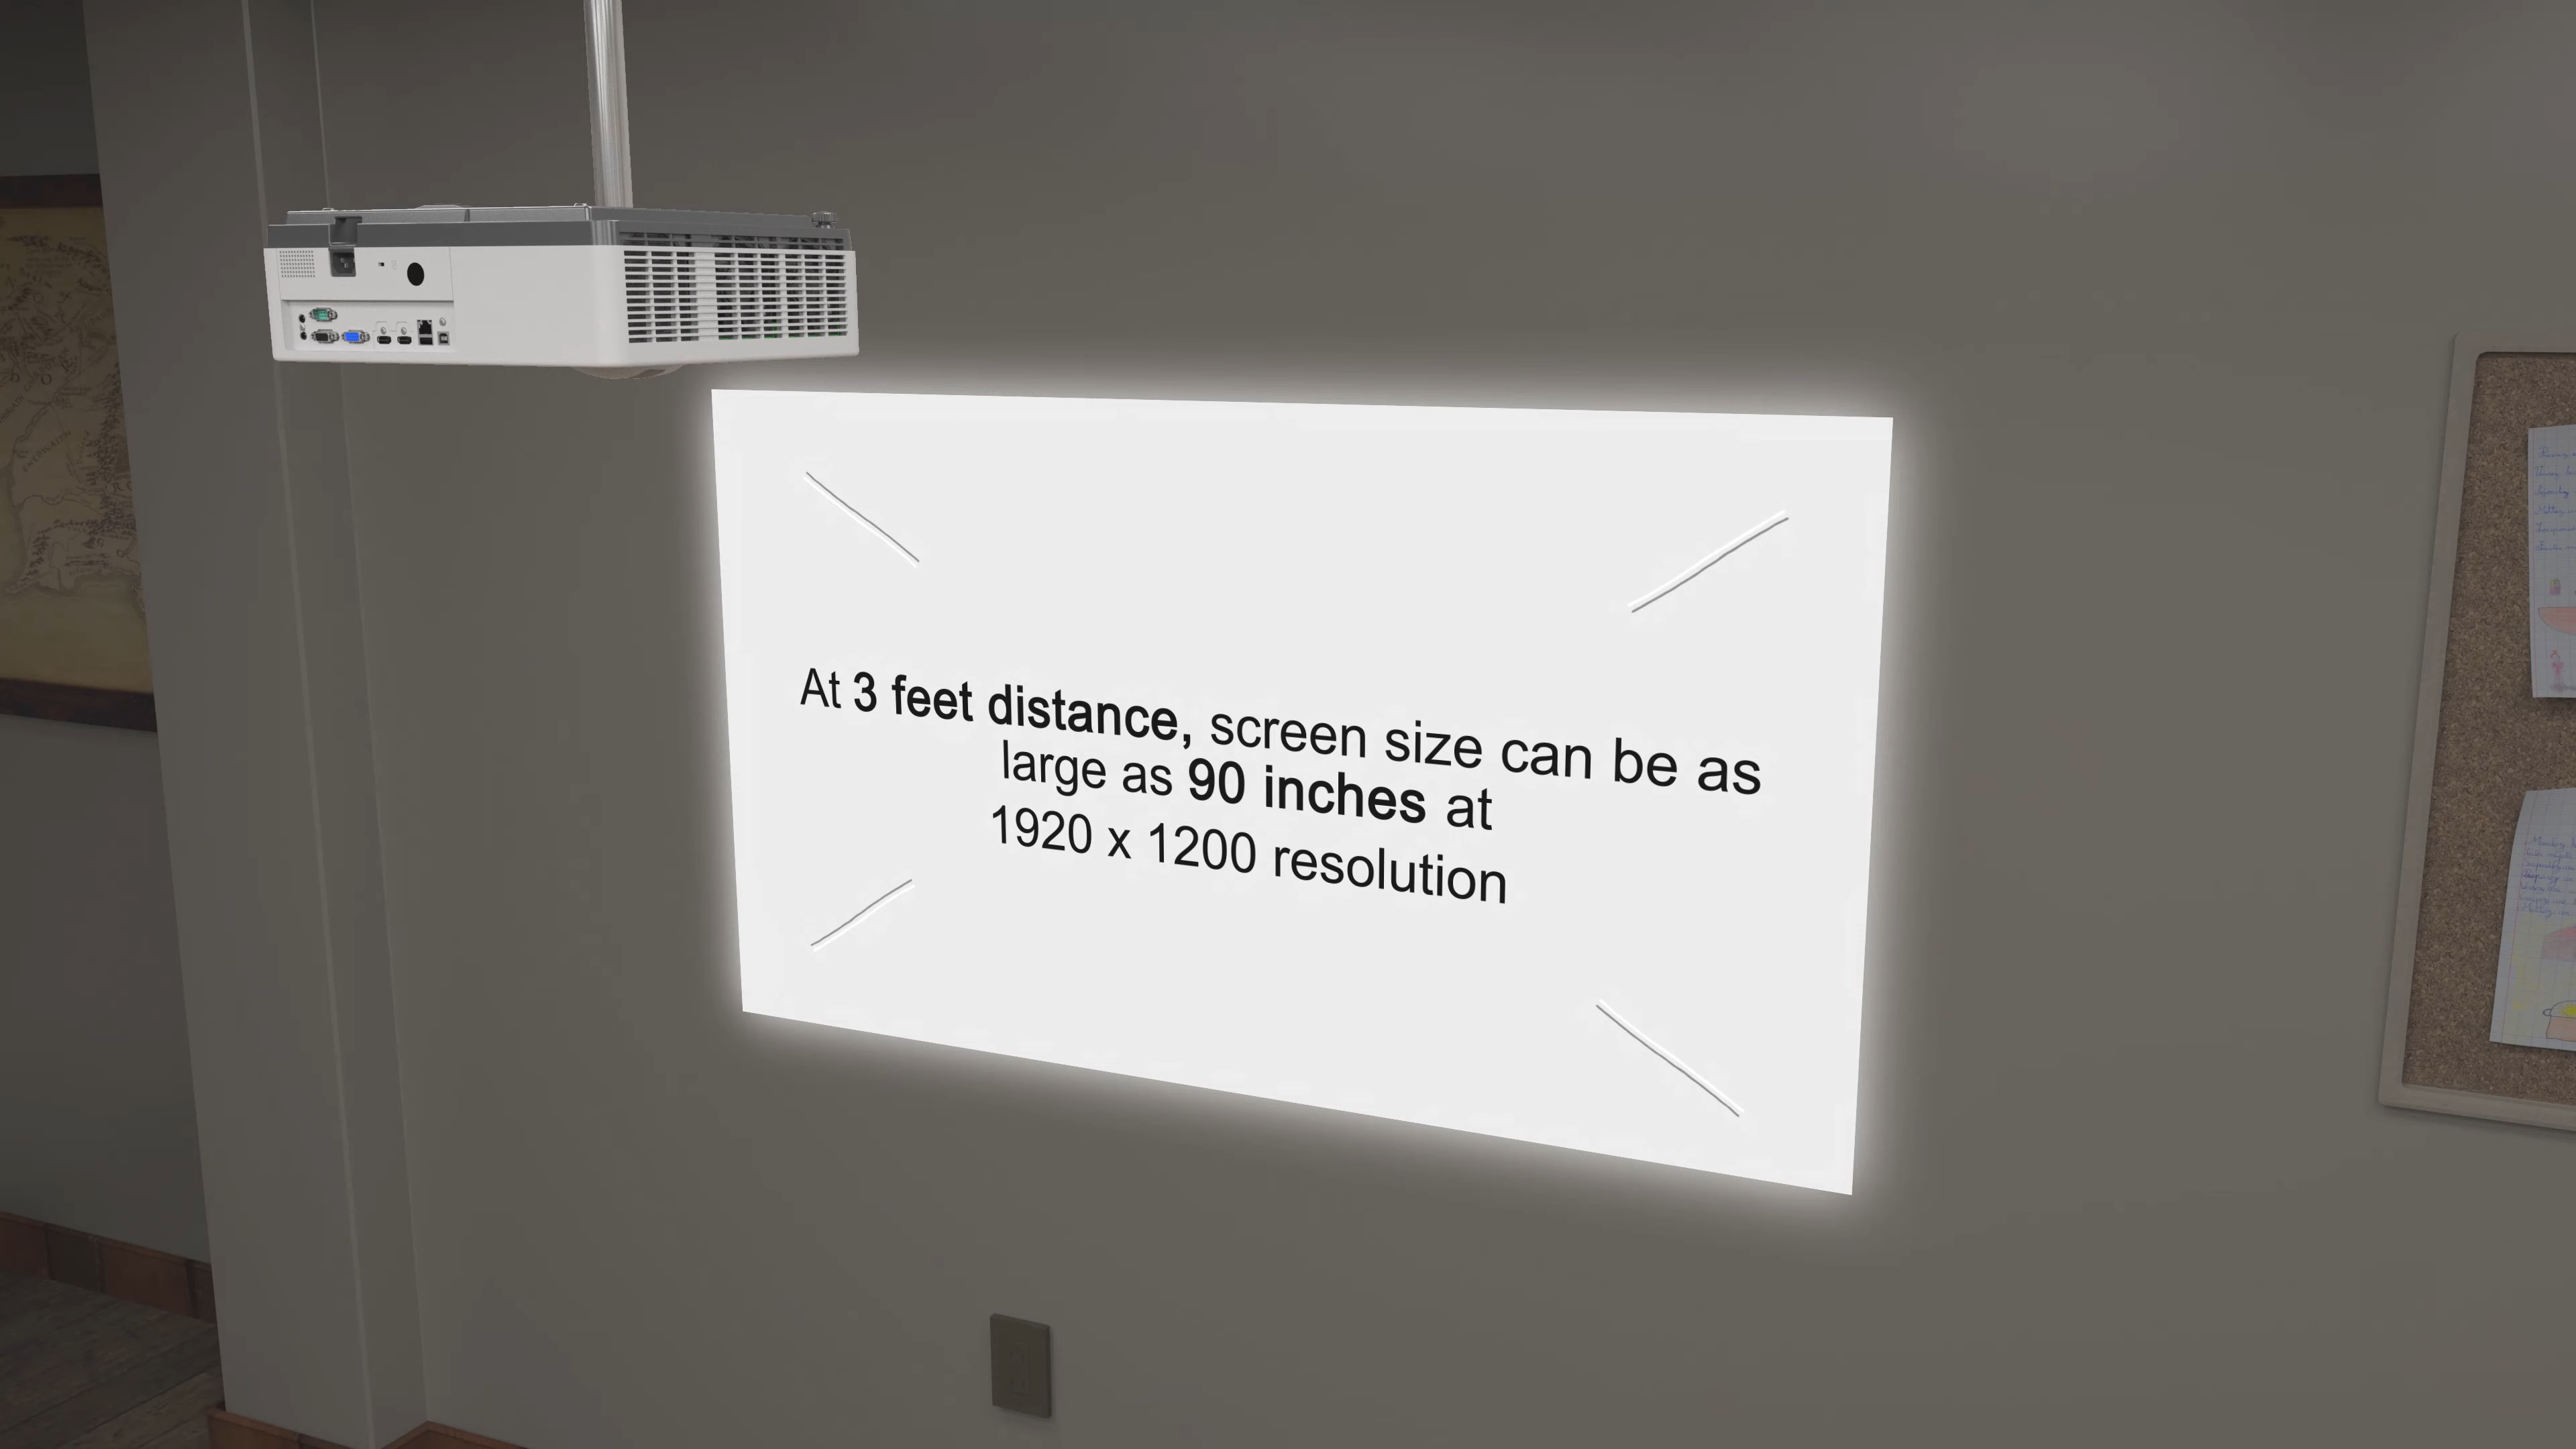 At 3 feet distance, screen size can be as
large as 90 inches at
1920 x 1200 resolution